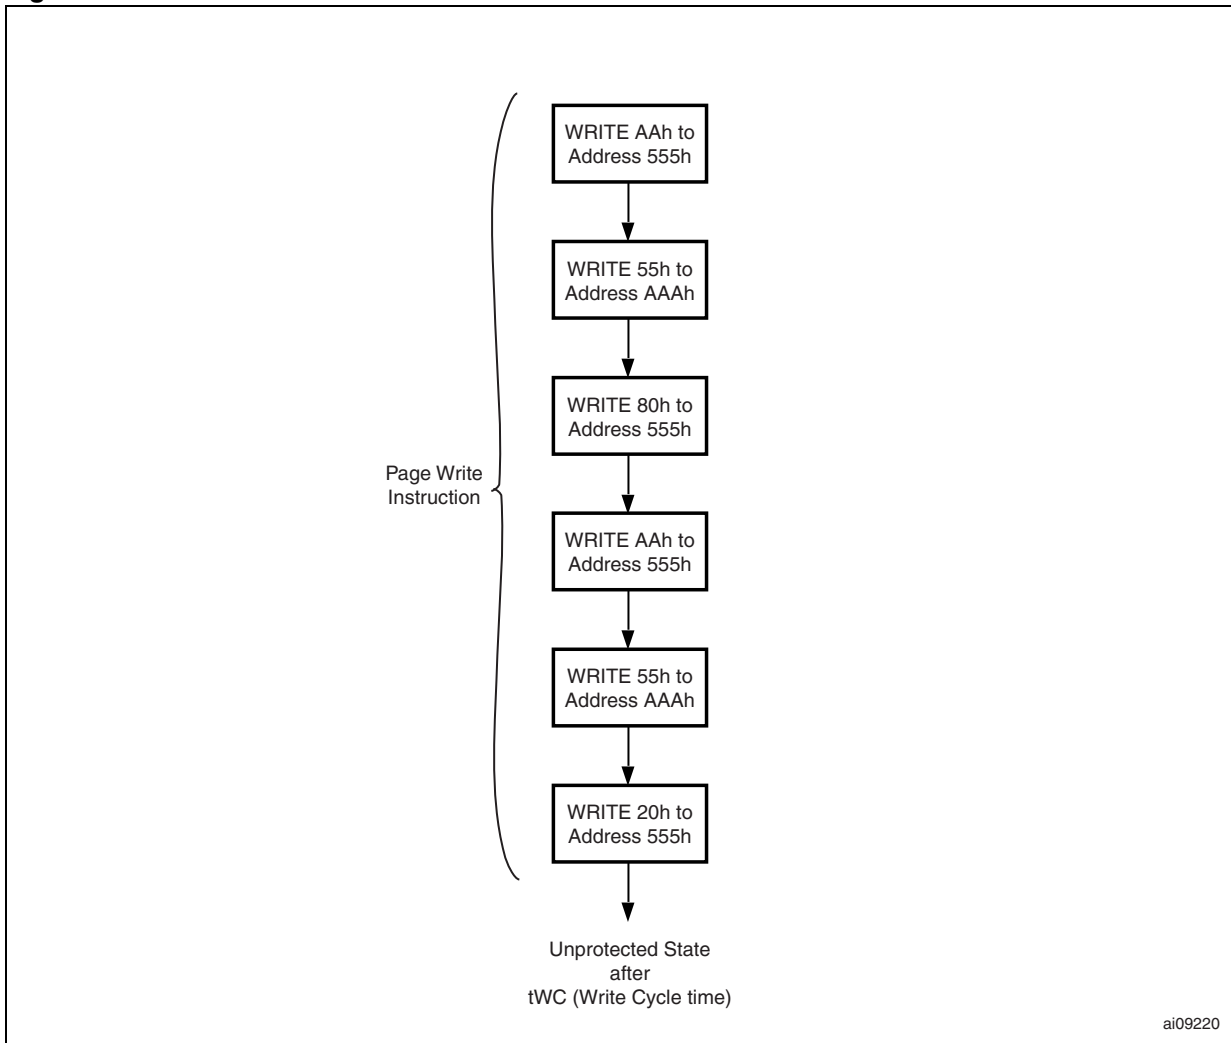 WRITE AAh to
Address 555h
WRITE 55h to
Address AAAh
WRITE 80h to
Address 555h
Page Write
Instruction
WRITE AAh to
Address 555h
WRITE 55h to
Address AAAh
WRITE 20h to
Address 555h
Unprotected State
after
tWC (Write Cycle time)
ai09220